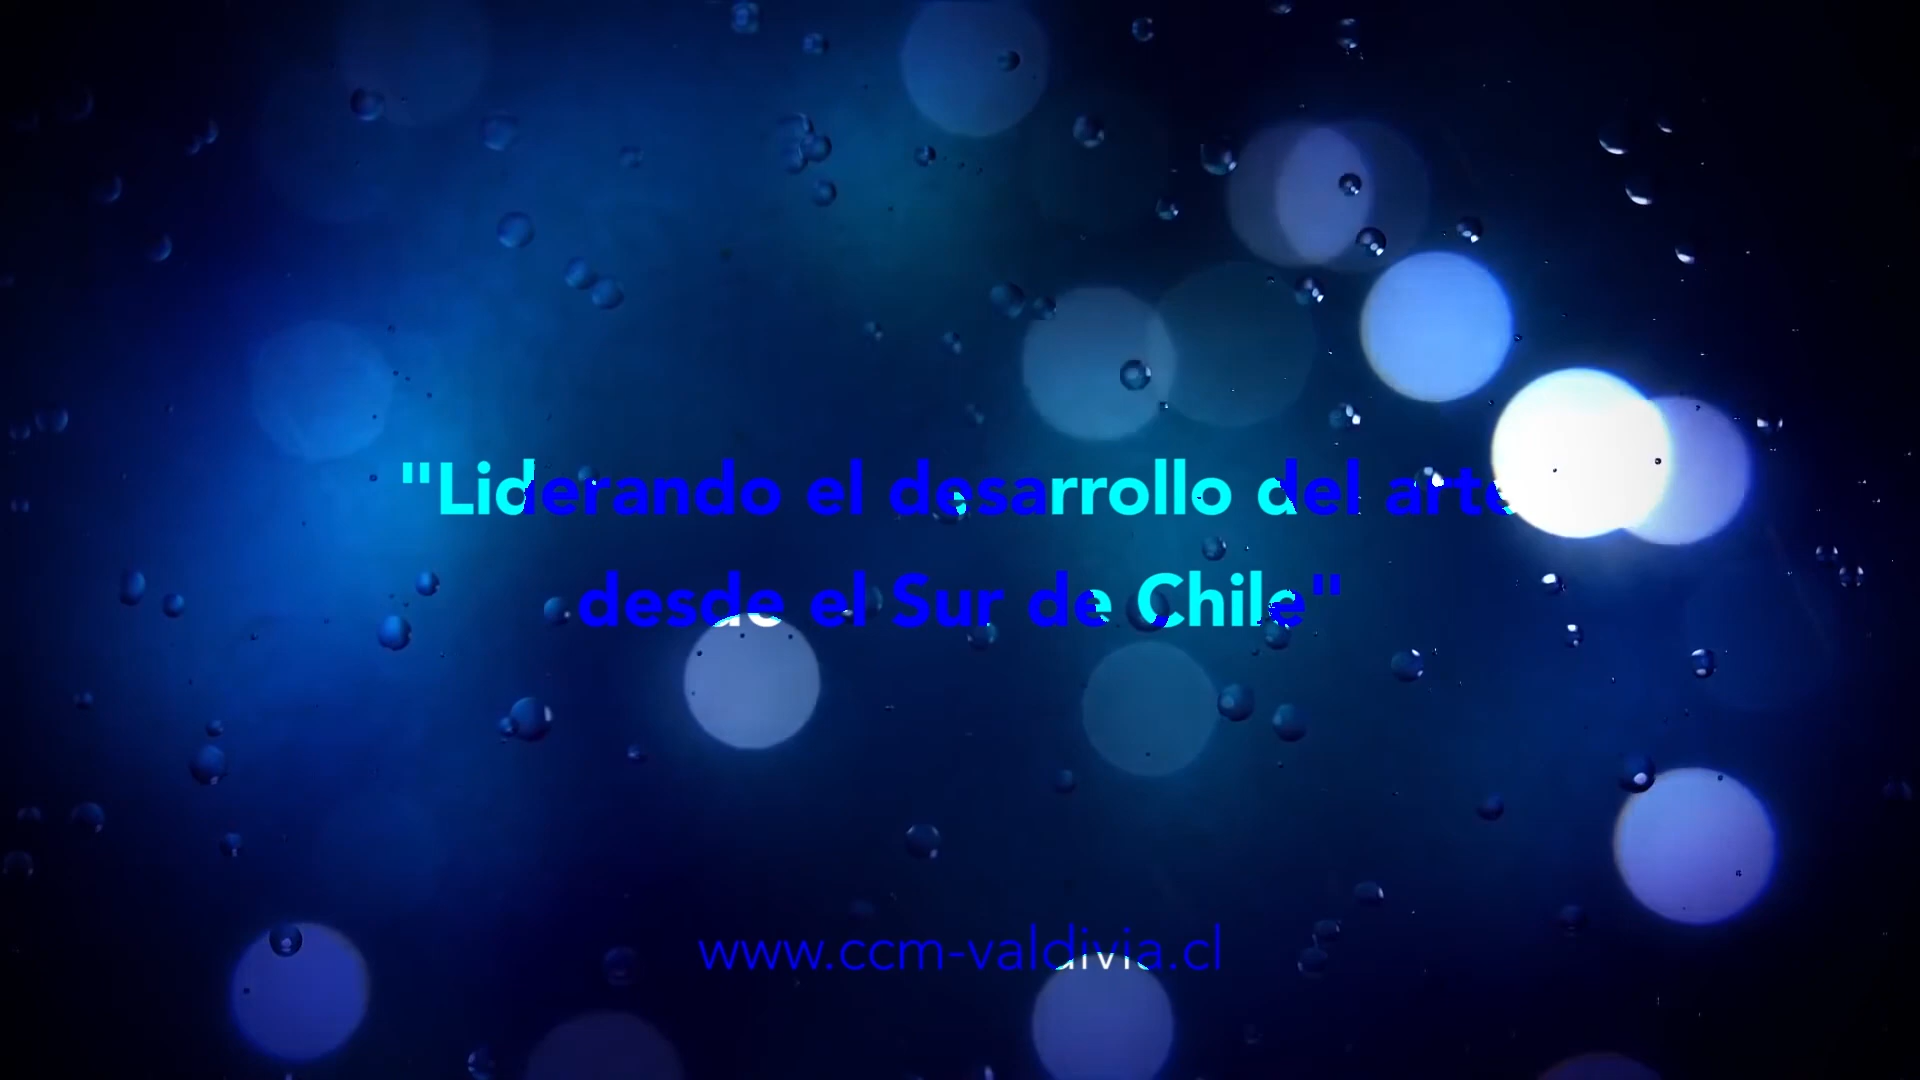 "Liderando el desarrollo del arte
desde el Sur de Chile"
www.ccm-valdivia.cl